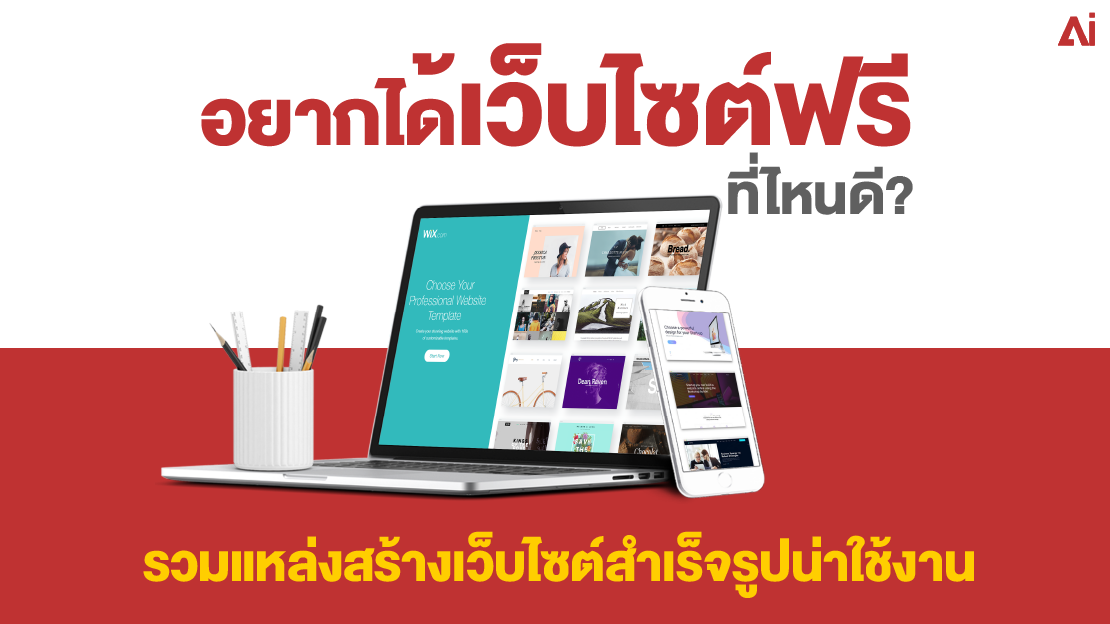 Ai
อยากได้เว็บไซต์ฟรี
ที่ไหนดี?
WiX.com
Choose Your
Professional Website
Template
Start Now
Bread.
Dean Raven
Choose a powerful
design for your
รวมแหล่งสร้างเว็บไซต์สำเร็จรูปน่าใช้งาน